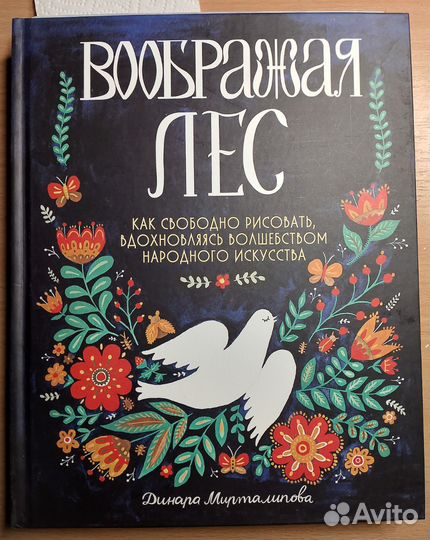 ВООБРАЖАЯ
ЛЕС
КАК СВОБОДНО РИСОВАТЬ,
ВДОХНОВЛЯЯСЬ ВОЛШЕБСТВОМ
НАРОДНОГО ИСКУССТВА
Динара Мирталипова
Avito